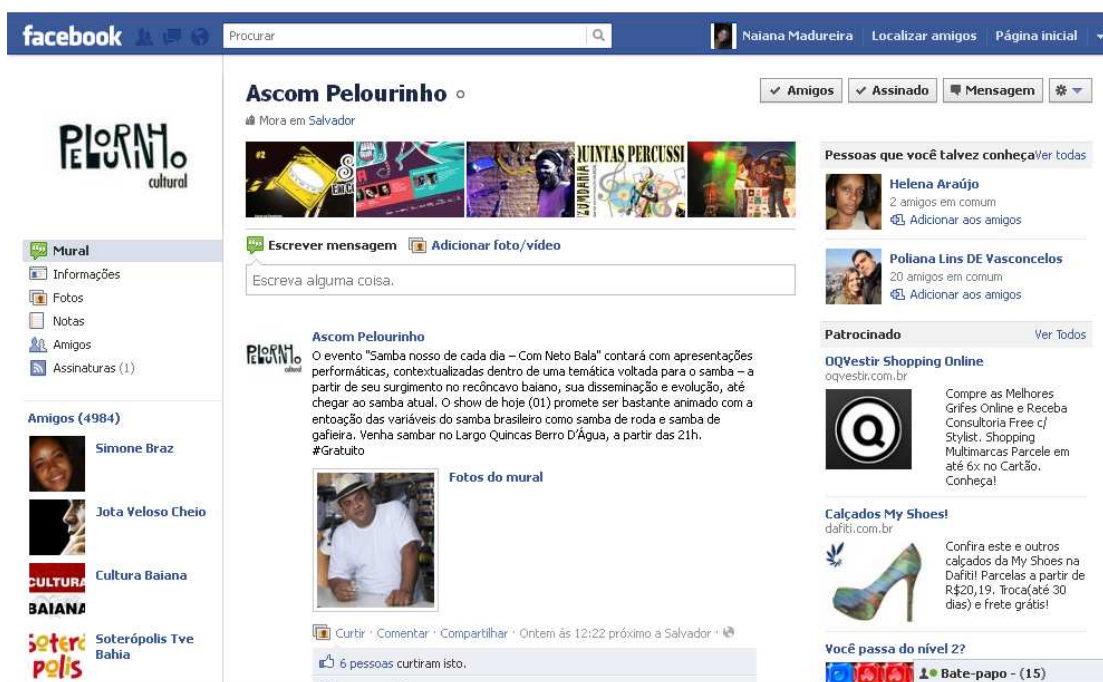 facebook
Procurar
Naiana Madureira Localizar amigos Página inicial
PELOURINHO
cultural
Mural
Informações
Fotos
Notas
Amigos
Assinaturas (1)
Amigos (4984)
Simone Braz
Jota Veloso Cheio
CULTURA
BAIANA
Cultura Baiana
soteró
polis
Soterópolis Tve
Bahia
Ascom Pelourinho
Mora em Salvador
Amigos Assinado Mensagem
#2
QUINTAS PERCUSSI
ZUMBARIA
Escrever mensagem Adicionar foto/vídeo
Escreva alguma coisa.
PELOURINHO
cultural
Ascom Pelourinho
O evento "Samba nosso de cada dia – Com Neto Bala" contará com apresentações
performáticas, contextualizadas dentro de uma temática voltada para o samba – a
partir de seu surgimento no recôncavo baiano, sua disseminação e evolução, até
chegar ao samba atual. O show de hoje (01) promete ser bastante animado com a
entoação das variáveis do samba brasileiro como samba de roda e samba de
gafieira. Venha sambar no Largo Quincas Berro D'Água, a partir das 21h.
#Gratuito
Fotos do mural
Curtir · Comentar · Compartilhar · Ontem às 12:22 próximo a Salvador ·
6 pessoas curtiram isto.
Pessoas que você talvez conheça Ver todas
Helena Araújo
2 amigos em comum
Adicionar aos amigos
Poliana Lins DE Vasconcelos
20 amigos em comum
Adicionar aos amigos
Patrocinado Ver Todos
OQVestir Shopping Online
oqvestir.com.br
Compre as Melhores
Grifes Online e Receba
Consultoria Free c/
Stylist. Shopping
Multimarcas Parcele em
até 6x no Cartão.
Conheça!
Calçados My Shoes!
dafiti.com.br
Confira este e outros
calçados da My Shoes na
Dafiti! Parcelas a partir de
R$20,19. Troca(até 30
dias) e frete grátis!
Você passa do nível 2?
Bate-papo - (15)